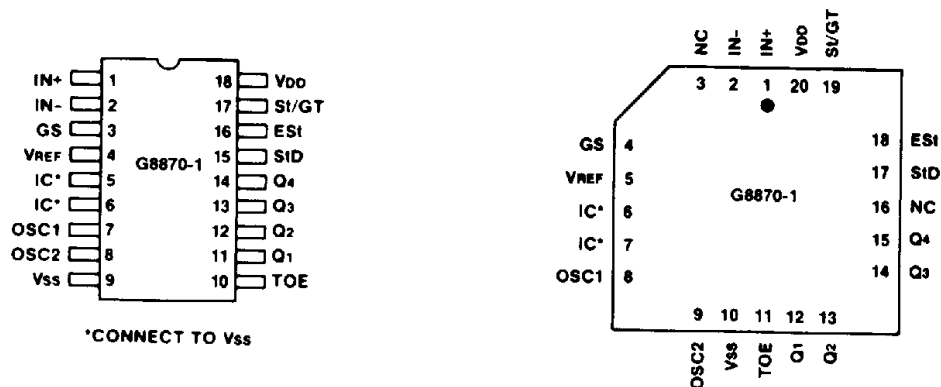 IN+ 1 18 VDD
IN- 2 17 St/GT
GS 3 16 ESt
VREF 4 15 StD
G8870-1
IC* 5 14 Q4
IC* 6 13 Q3
OSC1 7 12 Q2
OSC2 8 11 Q1
VSS 9 10 TOE
*CONNECT TO VSS
NC IN- IN+ VDD St/GT
3 2 1 20 19
GS 4 18 ESt
VREF 5 17 StD
G8870-1
IC* 6 16 NC
IC* 7 15 Q4
OSC1 8 14 Q3
9 10 11 12 13
OSC2 VSS TOE Q1 Q2